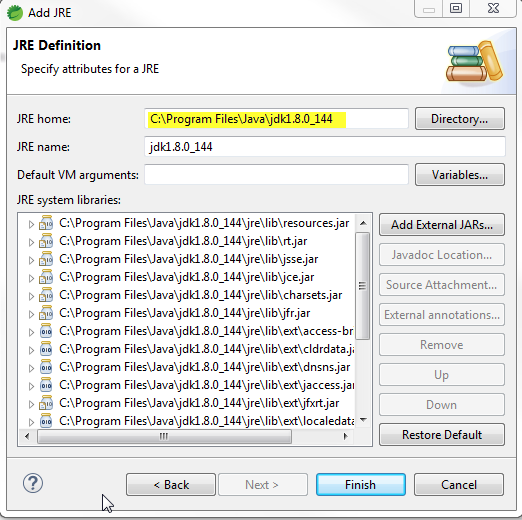 Add JRE
JRE Definition
Specify attributes for a JRE
JRE home:
C:\Program Files\Java\jdk1.8.0_144
Directory...
JRE name:
jdk1.8.0_144
Default VM arguments:
Variables...
JRE system libraries:
C:\Program Files\Java\jdk1.8.0_144\jre\lib\resources.jar
C:\Program Files\Java\jdk1.8.0_144\jre\lib\rt.jar
C:\Program Files\Java\jdk1.8.0_144\jre\lib\jsse.jar
C:\Program Files\Java\jdk1.8.0_144\jre\lib\jce.jar
C:\Program Files\Java\jdk1.8.0_144\jre\lib\charsets.jar
C:\Program Files\Java\jdk1.8.0_144\jre\lib\jfr.jar
C:\Program Files\Java\jdk1.8.0_144\jre\lib\ext\access-br
C:\Program Files\Java\jdk1.8.0_144\jre\lib\ext\cldrdata.ja
C:\Program Files\Java\jdk1.8.0_144\jre\lib\ext\dnsns.jar
C:\Program Files\Java\jdk1.8.0_144\jre\lib\ext\jaccess.jar
C:\Program Files\Java\jdk1.8.0_144\jre\lib\ext\jfxrt.jar
C:\Program Files\Java\jdk1.8.0_144\jre\lib\ext\localedata
Add External JARs...
Javadoc Location...
Source Attachment...
External annotations...
Remove
Up
Down
Restore Default
< Back
Next >
Finish
Cancel